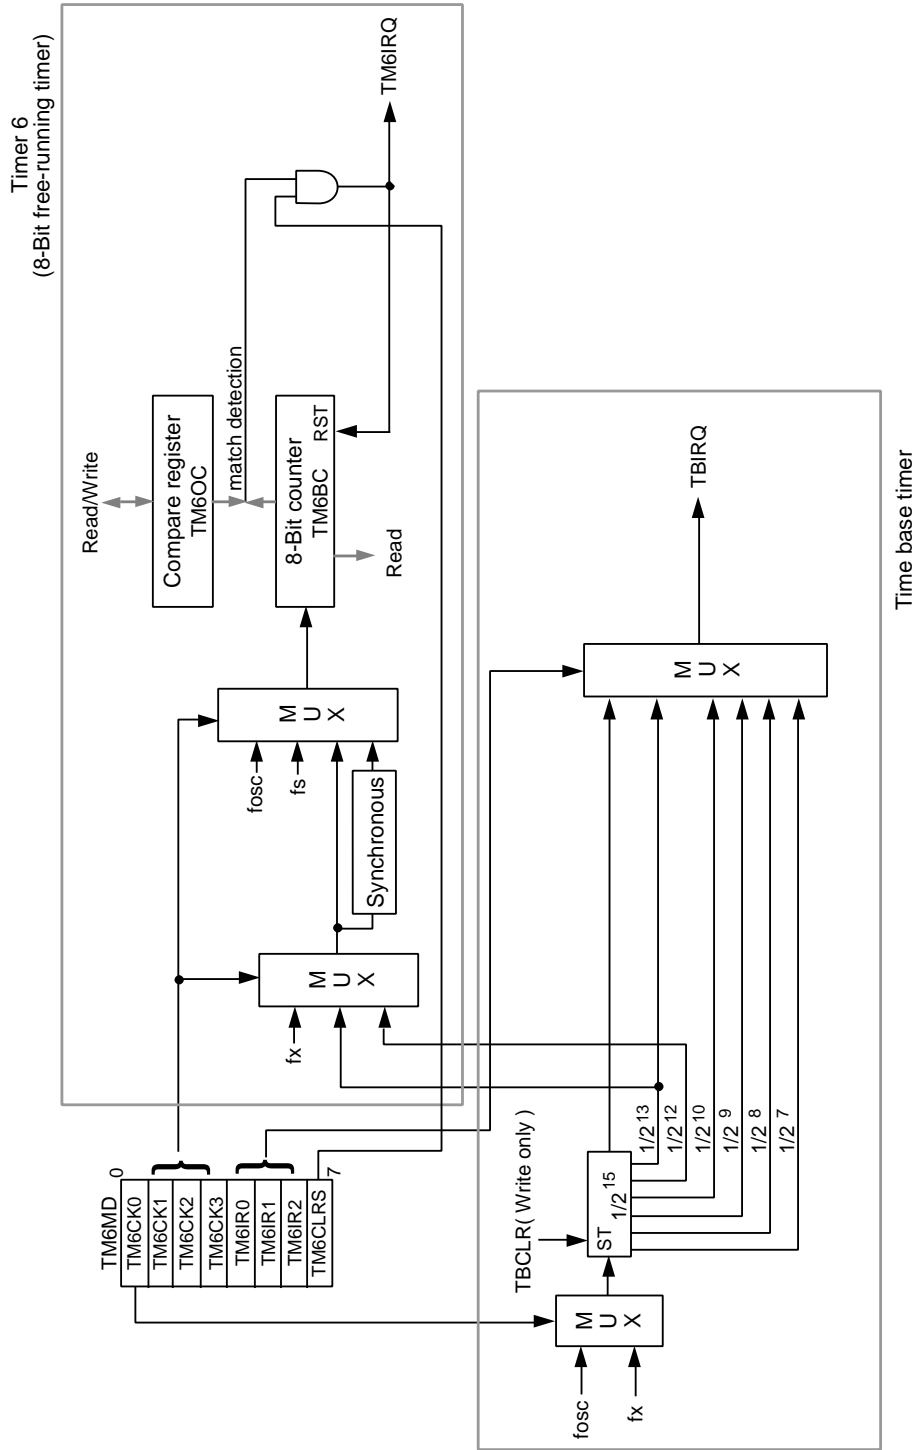 Timer 6
(8-Bit free-running timer)
Read/Write
Compare register
TM6OC
match detection
8-Bit counter
TM6BC
RST
Read
TM6IRQ
M
U
X
fosc
fs
Synchronous
M
U
X
fx
TM6MD
0
TM6CK0
TM6CK1
TM6CK2
TM6CK3
TM6IR0
TM6IR1
TM6IR2
TM6CLRS
7
TBCLR( Write only )
ST
1/2 15
1/2 13
1/2 12
1/2 10
1/2 9
1/2 8
1/2 7
M
U
X
fosc
fx
M
U
X
TBIRQ
Time base timer